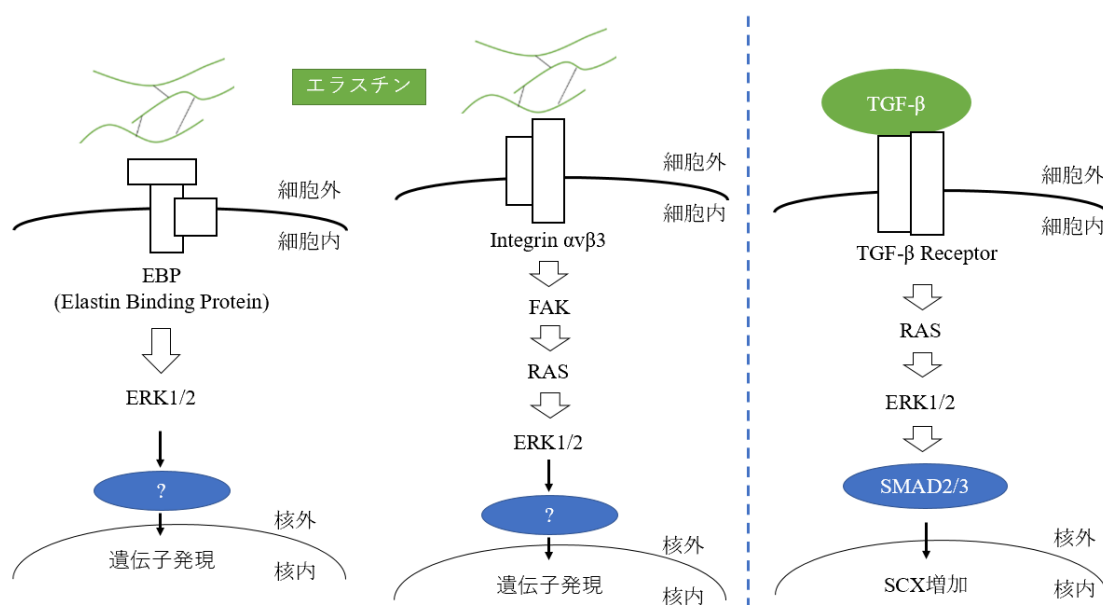 エラスチン
細胞外
細胞内
EBP
(Elastin Binding Protein)
ERK1/2
?
核外
遺伝子発現
核内
細胞外
細胞内
Integrin αvβ3
FAK
RAS
ERK1/2
?
核外
遺伝子発現
核内
TGF-β
細胞外
細胞内
TGF-β Receptor
RAS
ERK1/2
SMAD2/3
核外
SCX増加
核内